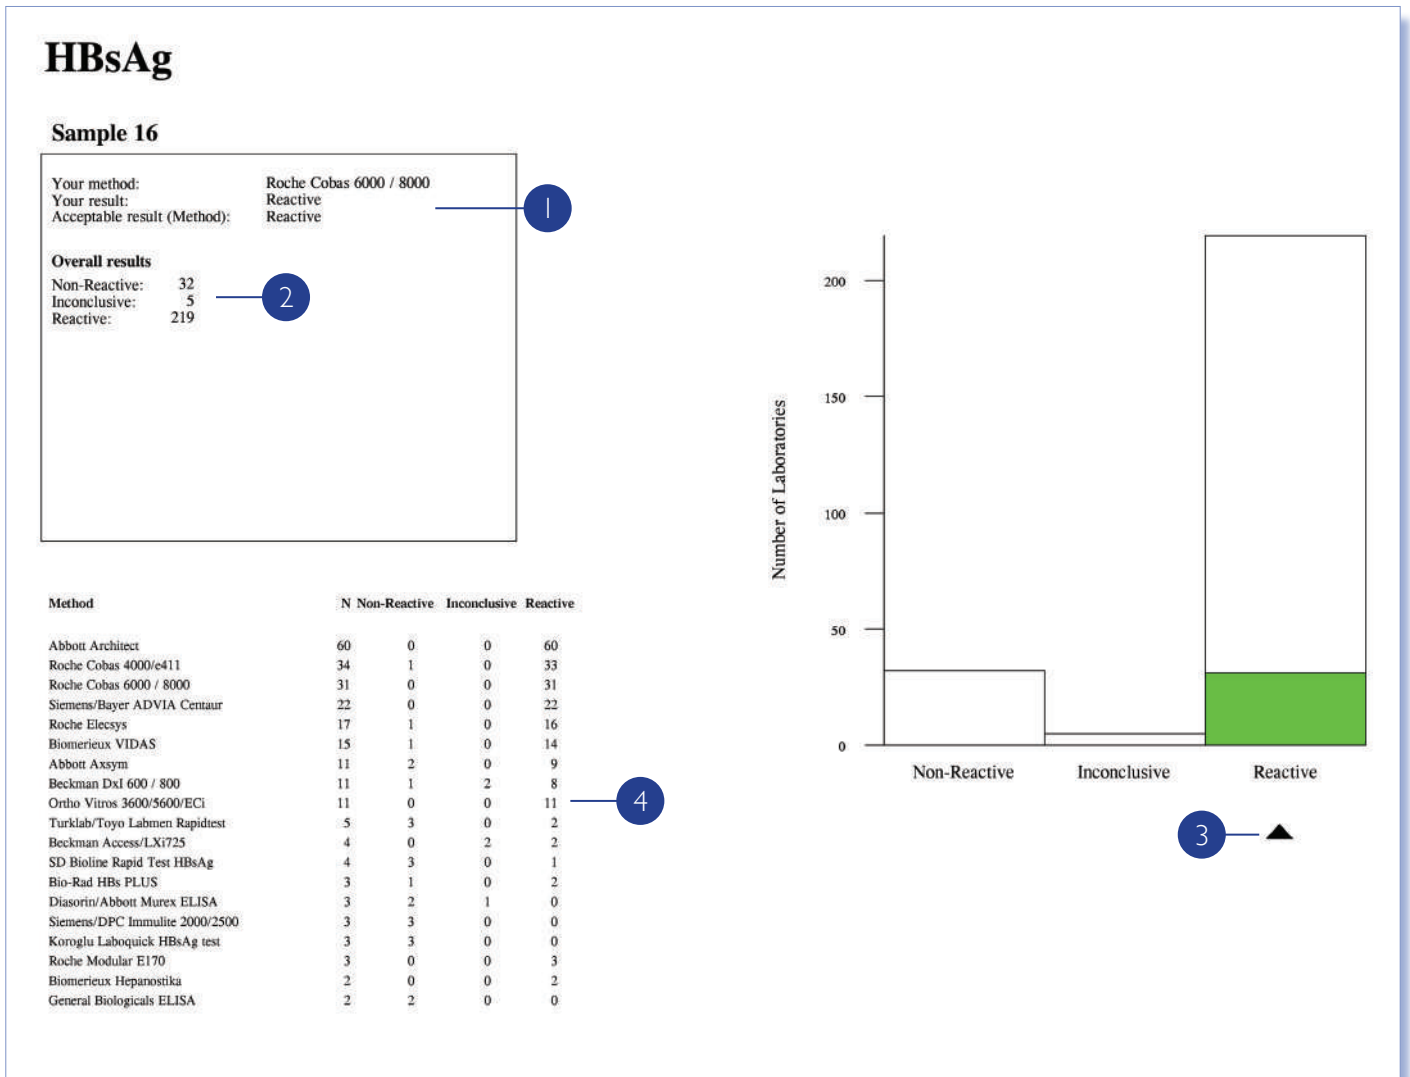 HBsAg
Sample 16
Your method: Roche Cobas 6000 / 8000
Your result: Reactive
Acceptable result (Method): Reactive
1
Overall results
Non-Reactive: 32
Inconclusive: 5
Reactive: 219
2
Method N Non-Reactive Inconclusive Reactive
Abbott Architect 60 0 0 60
Roche Cobas 4000/e411 34 1 0 33
Roche Cobas 6000 / 8000 31 0 0 31
Siemens/Bayer ADVIA Centaur 22 0 0 22
Roche Elecsys 17 1 0 16
Biomerieux VIDAS 15 1 0 14
Abbott Axsym 11 2 0 9
Beckman DxI 600 / 800 11 1 2 8
Ortho Vitros 3600/5600/ECi 11 0 0 11
Turklab/Toyo Labmen Rapidtest 5 3 0 2
Beckman Access/LXi725 4 0 2 2
SD Bioline Rapid Test HBsAg 4 3 0 1
Bio-Rad HBs PLUS 3 1 0 2
Diasorin/Abbott Murex ELISA 3 2 1 0
Siemens/DPC Immulite 2000/2500 3 3 0 0
Koroglu Laboquick HBsAg test 3 3 0 0
Roche Modular E170 3 0 0 3
Biomerieux Hepanostika 2 0 0 2
General Biologicals ELISA 2 2 0 0
4
Number of Laboratories
200
150
100
50
0
Non-Reactive Inconclusive Reactive
3